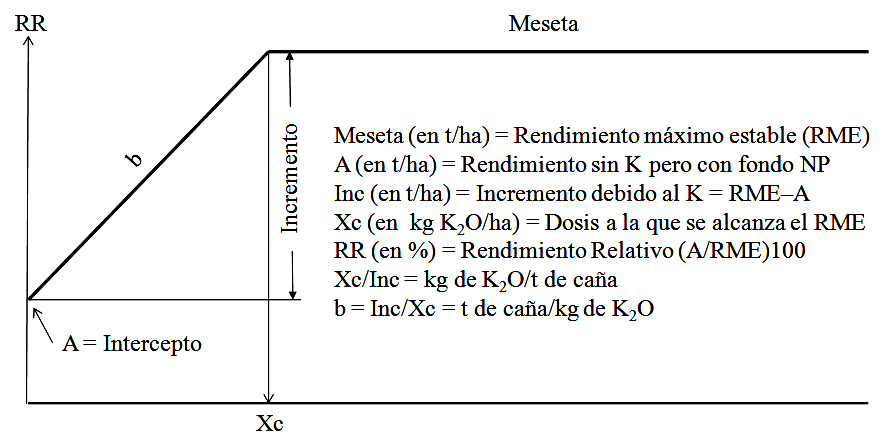 RR
Meseta
b
Incremento
Meseta (en t/ha) = Rendimiento máximo estable (RME)
A (en t/ha) = Rendimiento sin K pero con fondo NP
Inc (en t/ha) = Incremento debido al K = RME–A
Xc (en kg K₂O/ha) = Dosis a la que se alcanza el RME
RR (en %) = Rendimiento Relativo (A/RME)100
Xc/Inc = kg de K₂O/t de caña
b = Inc/Xc = t de caña/kg de K₂O
A = Intercepto
Xc